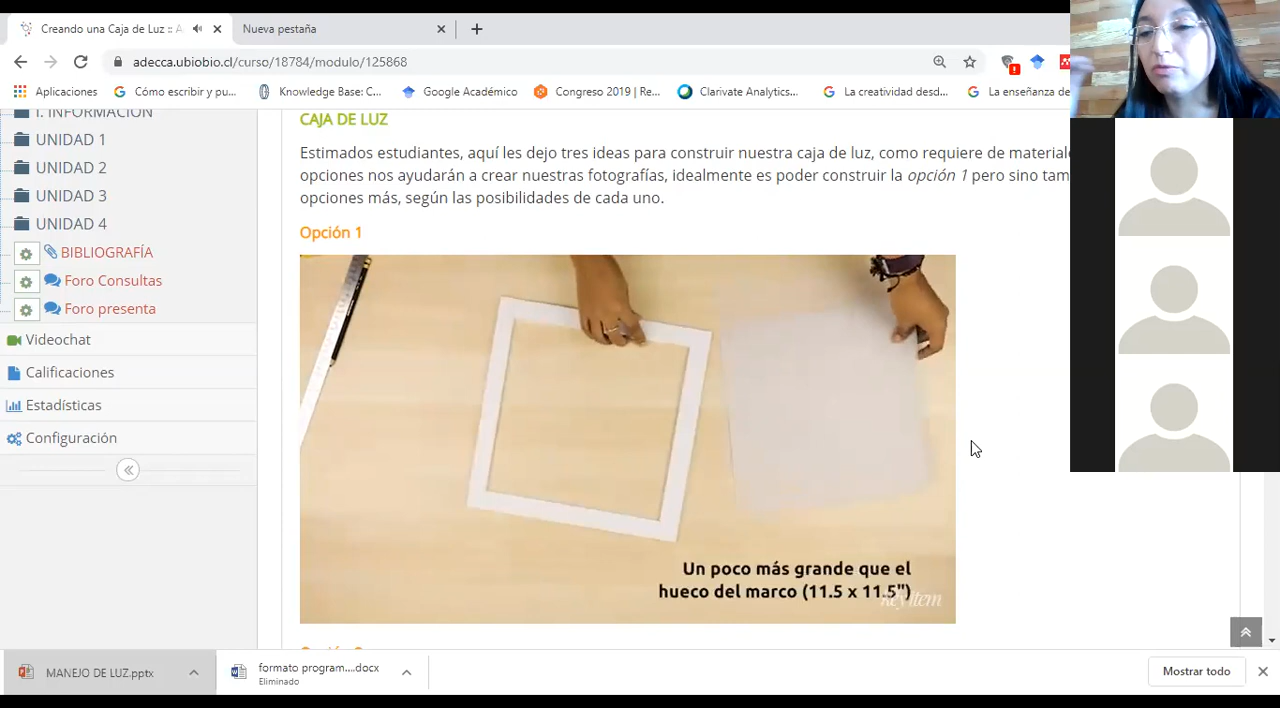 Creando una Caja de Luz :: A
Nueva pestaña
adecca.ubiobio.cl/curso/18784/modulo/125868
Aplicaciones
Cómo escribir y pu...
Knowledge Base: C...
Google Académico
Congreso 2019 | Re...
Clarivate Analytics...
La creatividad desd...
La enseñanza de
I. INFORMACIÓN
UNIDAD 1
UNIDAD 2
UNIDAD 3
UNIDAD 4
BIBLIOGRAFÍA
Foro Consultas
Foro presenta
Videochat
Calificaciones
Estadísticas
Configuración
CAJA DE LUZ
Estimados estudiantes, aquí les dejo tres ideas para construir nuestra caja de luz, como requiere de material
opciones nos ayudarán a crear nuestras fotografías, idealmente es poder construir la opción 1 pero sino tam
opciones más, según las posibilidades de cada uno.
Opción 1
Un poco más grande que el
hueco del marco (11.5 x 11.5")
keyitem
MANEJO DE LUZ.pptx
formato program....docx
Eliminado
Mostrar todo